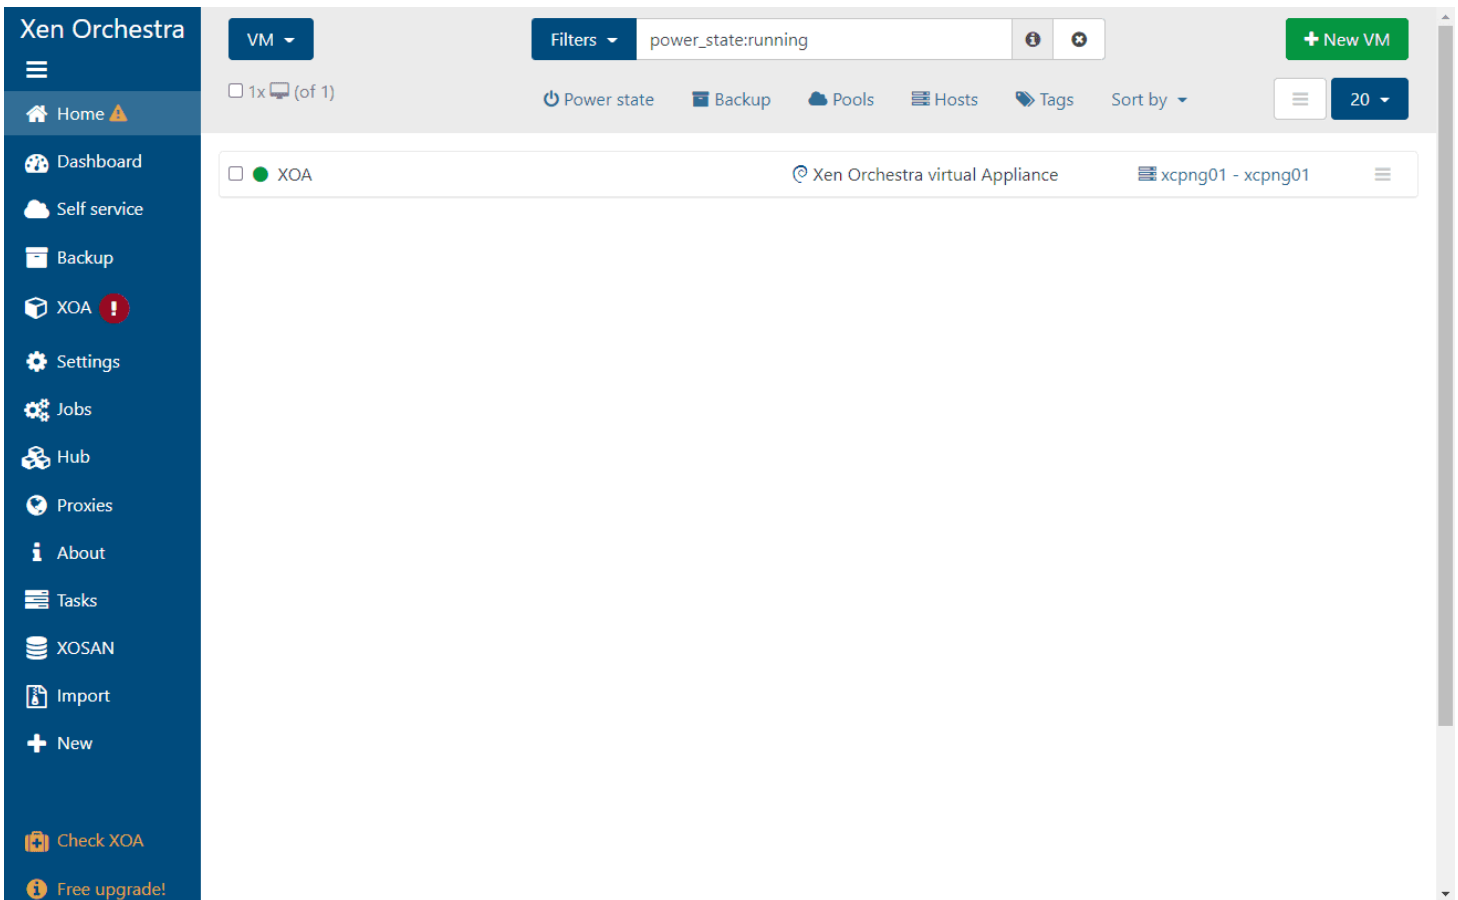 Xen Orchestra
Home
Dashboard
Self service
Backup
XOA !
Settings
Jobs
Hub
Proxies
About
Tasks
XOSAN
Import
New
Check XOA
Free upgrade!
VM
Filters power_state:running
New VM
1x (of 1)
Power state Backup Pools Hosts Tags Sort by 20
XOA Xen Orchestra virtual Appliance xcpng01 - xcpng01